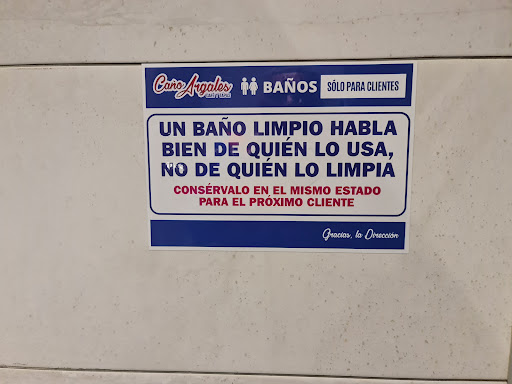 Caño Argales
BAÑOS SÓLO PARA CLIENTES
UN BAÑO LIMPIO HABLA
BIEN DE QUIÉN LO USA,
NO DE QUIÉN LO LIMPIA
CONSÉRVALO EN EL MISMO ESTADO
PARA EL PRÓXIMO CLIENTE
Gracias, la Dirección